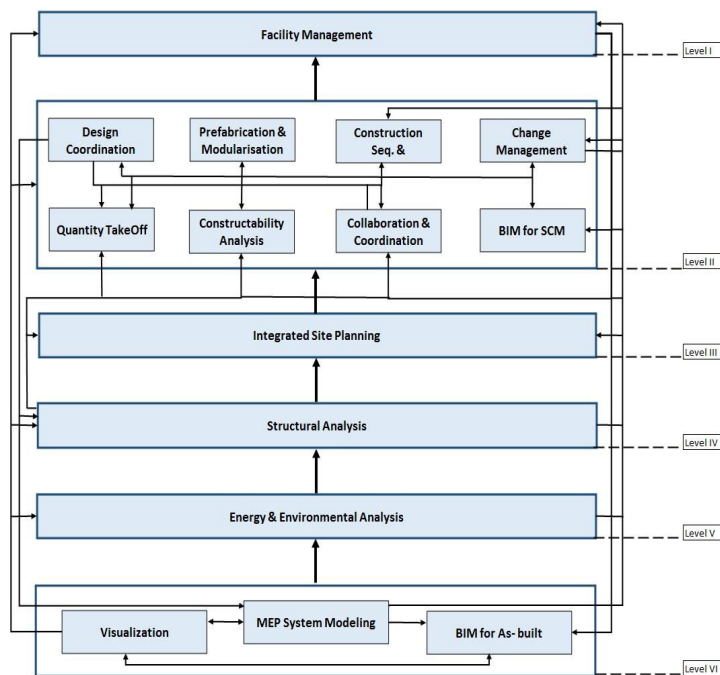 Facility Management
Level I
Design
Coordination
Prefabrication &
Modularisation
Construction
Seq. &
Change
Management
Quantity TakeOff
Constructability
Analysis
Collaboration &
Coordination
BIM for SCM
Level II
Integrated Site Planning
Level III
Structural Analysis
Level IV
Energy & Environmental Analysis
Level V
Visualization
MEP System Modeling
BIM for As- built
Level VI